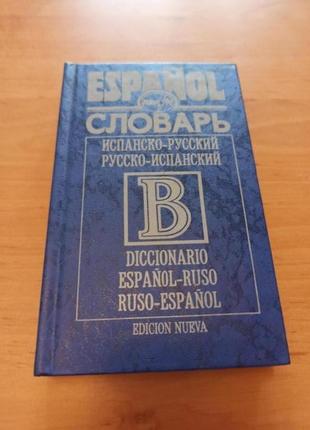 ESPAÑOL
СЛОВАРЬ
ИСПАНСКО-РУССКИЙ
РУССКО-ИСПАНСКИЙ
B
DICCIONARIO
ESPAÑOL-RUSO
RUSO-ESPAÑOL
EDICION NUEVA